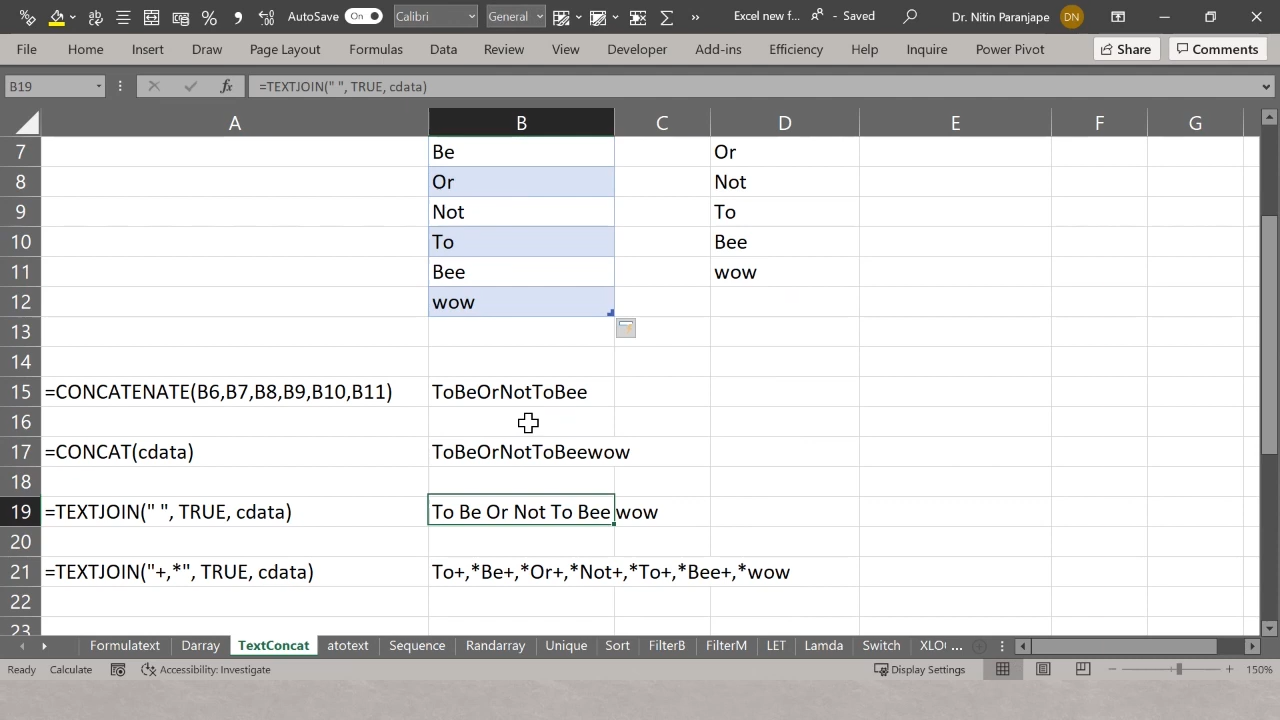 AutoSave On Calibri General Excel new f... - Saved Dr. Nitin Paranjape DN
File Home Insert Draw Page Layout Formulas Data Review View Developer Add-ins Efficiency Help Inquire Power Pivot Share Comments
B19 fx =TEXTJOIN(" ", TRUE, cdata)
A B C D E F G
7 Be Or
8 Or Not
9 Not To
10 To Bee
11 Bee wow
12 wow
13
14
15 =CONCATENATE(B6,B7,B8,B9,B10,B11) ToBeOrNotToBee
16
17 =CONCAT(cdata) ToBeOrNotToBeewow
18
19 =TEXTJOIN(" ", TRUE, cdata) To Be Or Not To Bee wow
20
21 =TEXTJOIN("+,*", TRUE, cdata) To+,*Be+,*Or+,*Not+,*To+,*Bee+,*wow
22
23
Formulatext Darray TextConcat atotext Sequence Randarray Unique Sort FilterB FilterM LET Lamda Switch XLO ...
Ready Calculate Accessibility: Investigate Display Settings 150%